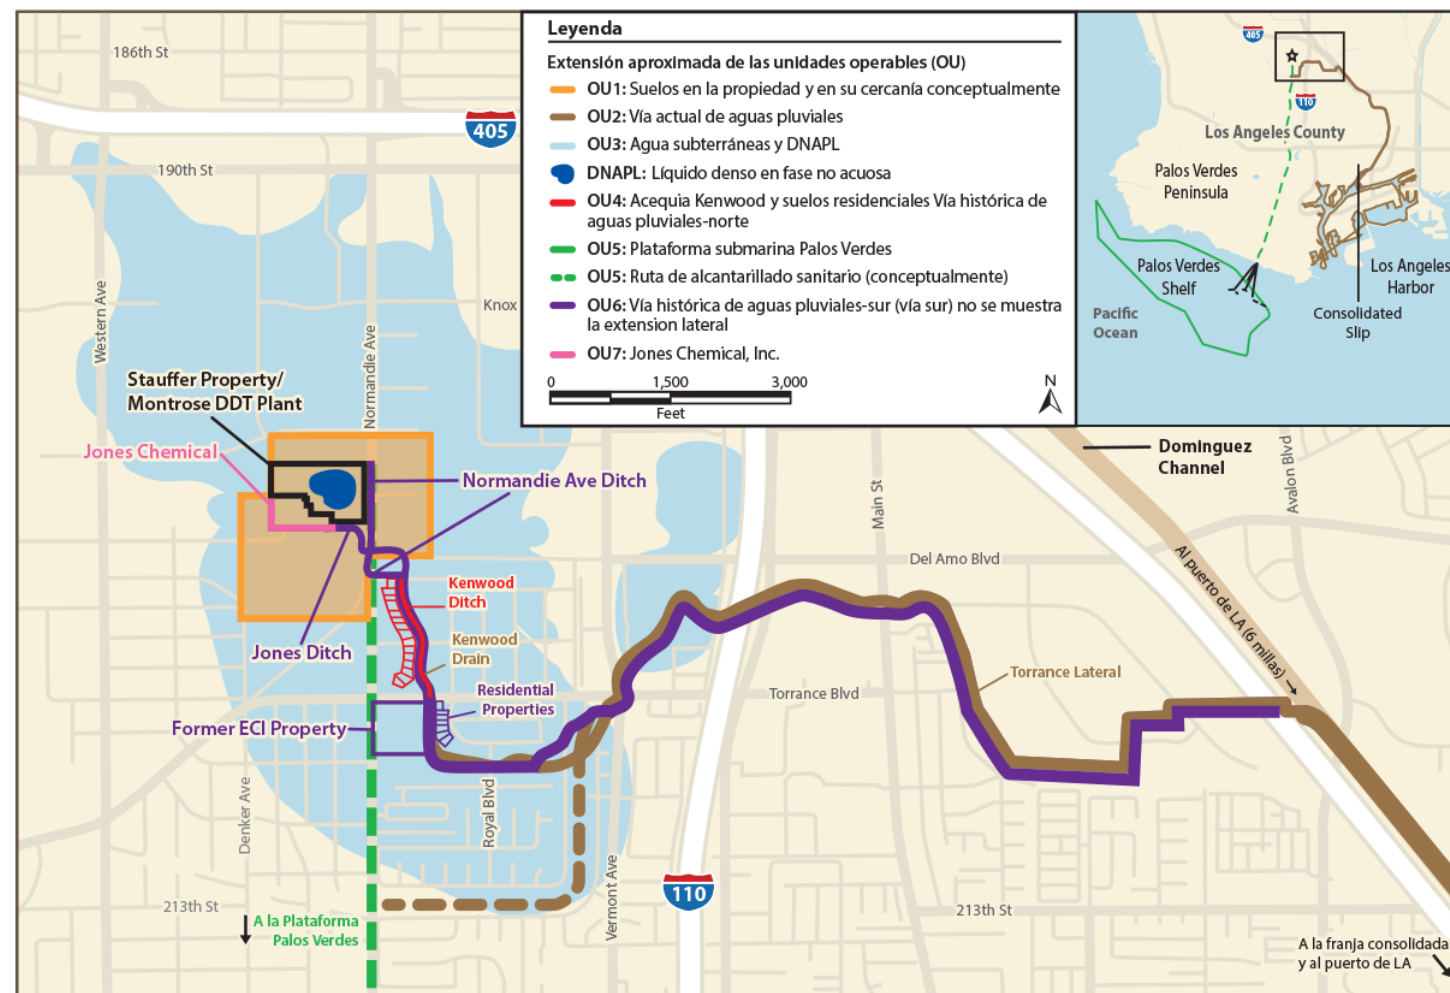 Leyenda
Extensión aproximada de las unidades operables (OU)
OU1: Suelos en la propiedad y en su cercanía conceptualmente
OU2: Vía actual de aguas pluviales
OU3: Agua subterráneas y DNAPL
DNAPL: Líquido denso en fase no acuosa
OU4: Acequia Kenwood y suelos residenciales Vía histórica de
aguas pluviales-norte
OU5: Plataforma submarina Palos Verdes
OU5: Ruta de alcantarillado sanitario (conceptualmente)
OU6: Vía histórica de aguas pluviales-sur (vía sur) no se muestra
la extension lateral
OU7: Jones Chemical, Inc.
0 1,500 3,000
Feet
N
405
110
Los Angeles County
Palos Verdes
Peninsula
Palos Verdes
Shelf
Los Angeles
Harbor
Pacific
Ocean
Consolidated
Slip
186th St
405
190th St
Knox
Western Ave
Normandie Ave
Stauffer Property/
Montrose DDT Plant
Jones Chemical
Normandie Ave Ditch
Dominguez
Channel
Avalon Blvd
Main St
Del Amo Blvd
Al puerto de LA (6 millas)
Kenwood
Ditch
Jones Ditch
Kenwood
Drain
Torrance Lateral
Residential
Properties
Torrance Blvd
Former ECI Property
Denker Ave
Royal Blvd
Vermont Ave
110
213th St
213th St
A la Plataforma
Palos Verdes
A la franja consolidada
y al puerto de LA